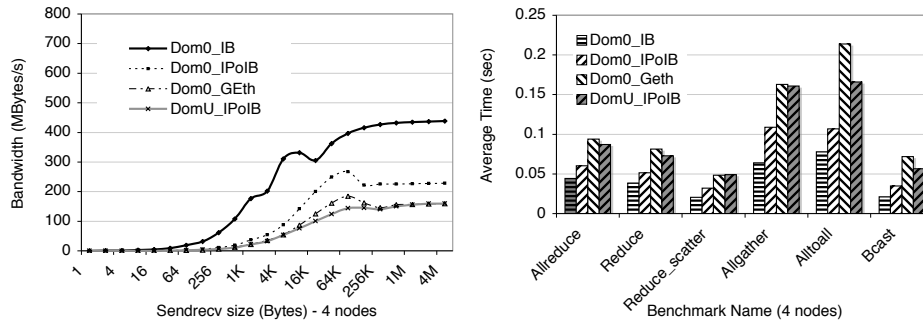 800
700
600
500
400
300
200
100
0
Bandwidth (MBytes/s)
Dom0_IB
Dom0_IPoIB
Dom0_GEth
DomU_IPoIB
1
4
16
64
256
1K
4K
16K
64K
256K
1M
4M
Sendrecv size (Bytes) - 4 nodes
0.25
0.2
0.15
0.1
0.05
0
Average Time (sec)
Dom0_IB
Dom0_IPoIB
Dom0_Geth
DomU_IPoIB
Allreduce
Reduce
Reduce_scatter
Allgather
Alltoall
Bcast
Benchmark Name (4 nodes)